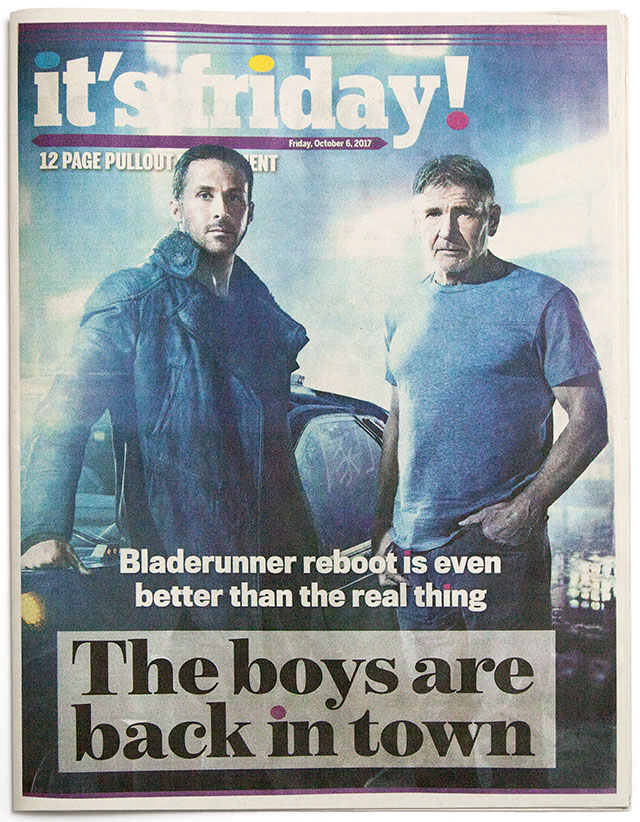 it's friday!
Friday, October 6, 2017
12 PAGE PULLOUT
Bladerunner reboot is even
better than the real thing
The boys are
back in town